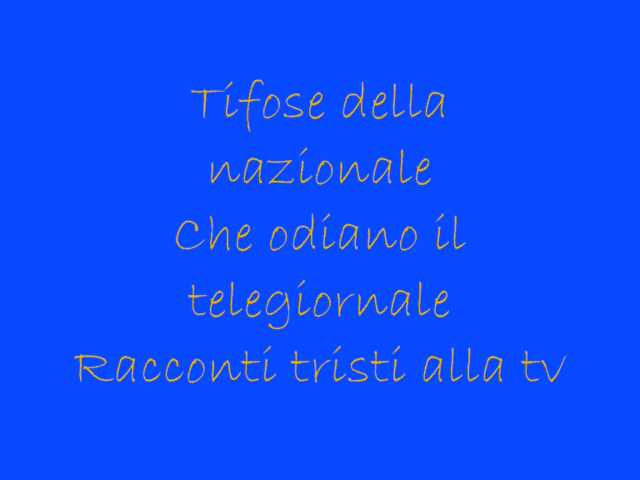 Tifose della
nazionale
Che odiano il
telegiornale
Racconti tristi alla tv